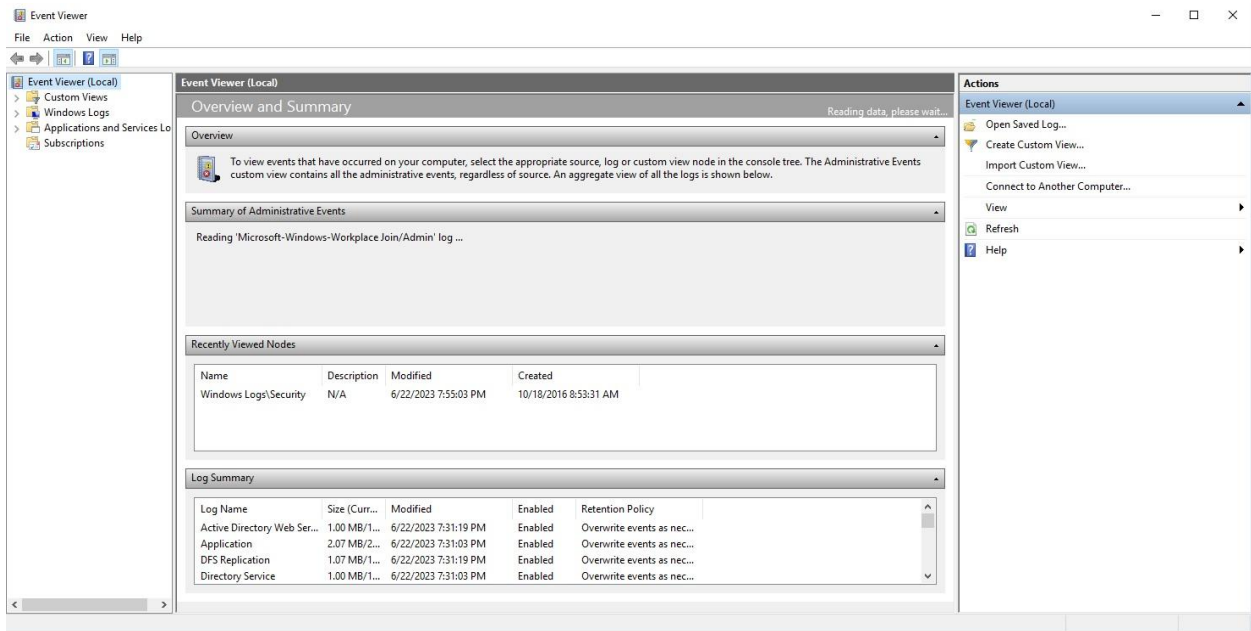 Event Viewer
File Action View Help
Event Viewer (Local)
Custom Views
Windows Logs
Applications and Services Lo
Subscriptions
Event Viewer (Local)
Overview and Summary
Reading data, please wait...
Overview
To view events that have occurred on your computer, select the appropriate source, log or custom view node in the console tree. The Administrative Events
custom view contains all the administrative events, regardless of source. An aggregate view of all the logs is shown below.
Summary of Administrative Events
Reading 'Microsoft-Windows-Workplace Join/Admin' log ...
Recently Viewed Nodes
Name Description Modified Created
Windows Logs\Security N/A 6/22/2023 7:55:03 PM 10/18/2016 8:53:31 AM
Log Summary
Log Name Size (Curr... Modified Enabled Retention Policy
Active Directory Web Ser... 1.00 MB/1... 6/22/2023 7:31:19 PM Enabled Overwrite events as nec...
Application 2.07 MB/2... 6/22/2023 7:31:03 PM Enabled Overwrite events as nec...
DFS Replication 1.07 MB/1... 6/22/2023 7:31:19 PM Enabled Overwrite events as nec...
Directory Service 1.00 MB/1... 6/22/2023 7:31:03 PM Enabled Overwrite events as nec...
Actions
Event Viewer (Local)
Open Saved Log...
Create Custom View...
Import Custom View...
Connect to Another Computer...
View
Refresh
Help